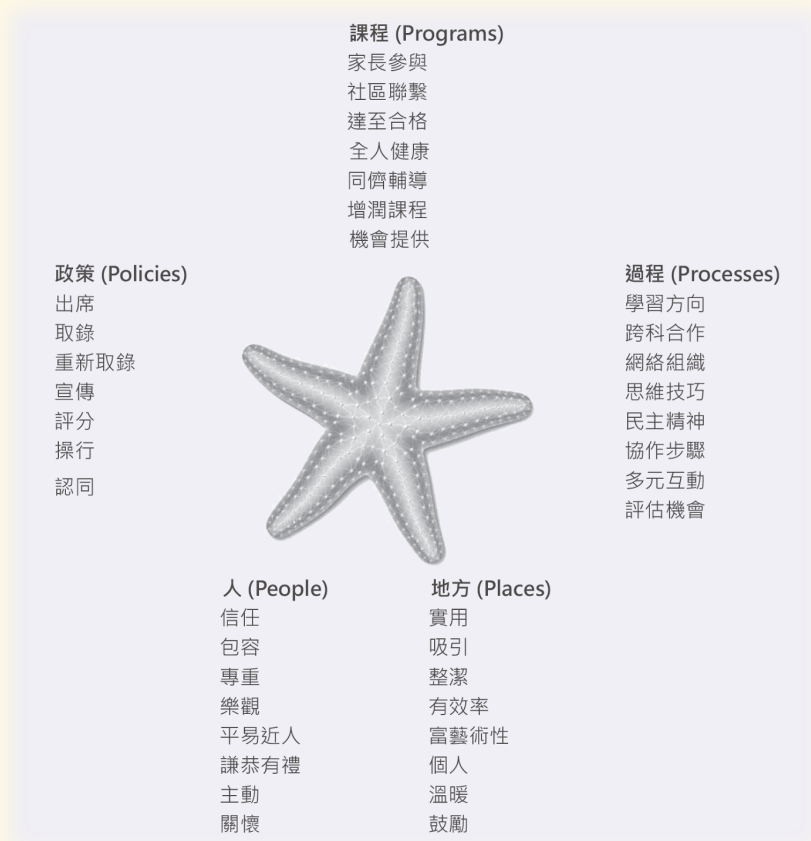 課程 (Programs)
家長參與
社區聯繫
達至合格
全人健康
同儕輔導
增潤課程
機會提供
政策 (Policies)
出席
取錄
重新取錄
宣傳
評分
操行
認同
過程 (Processes)
學習方向
跨科合作
網絡組織
思維技巧
民主精神
協作步驟
多元互動
評估機會
人 (People)
信任
包容
專重
樂觀
平易近人
謙恭有禮
主動
關懷
地方 (Places)
實用
吸引
整潔
有效率
富藝術性
個人
溫暖
鼓勵